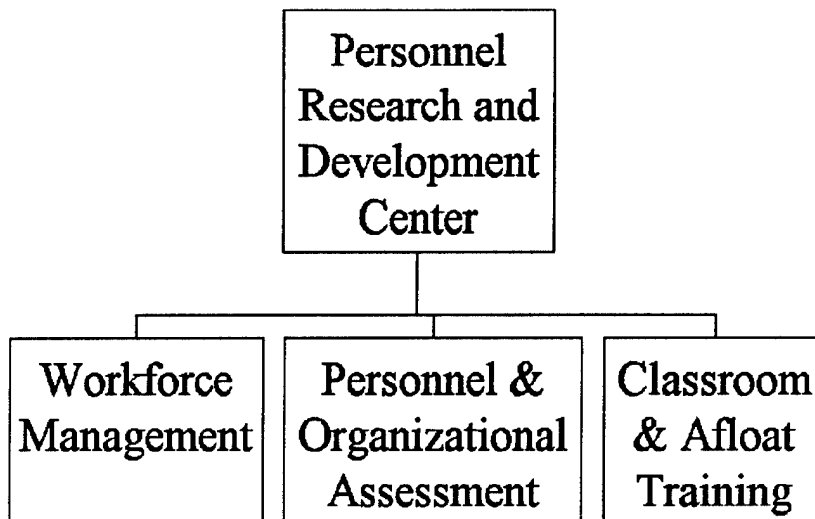 Personnel
Research and
Development
Center
Workforce
Management
Personnel &
Organizational
Assessment
Classroom
& Afloat
Training